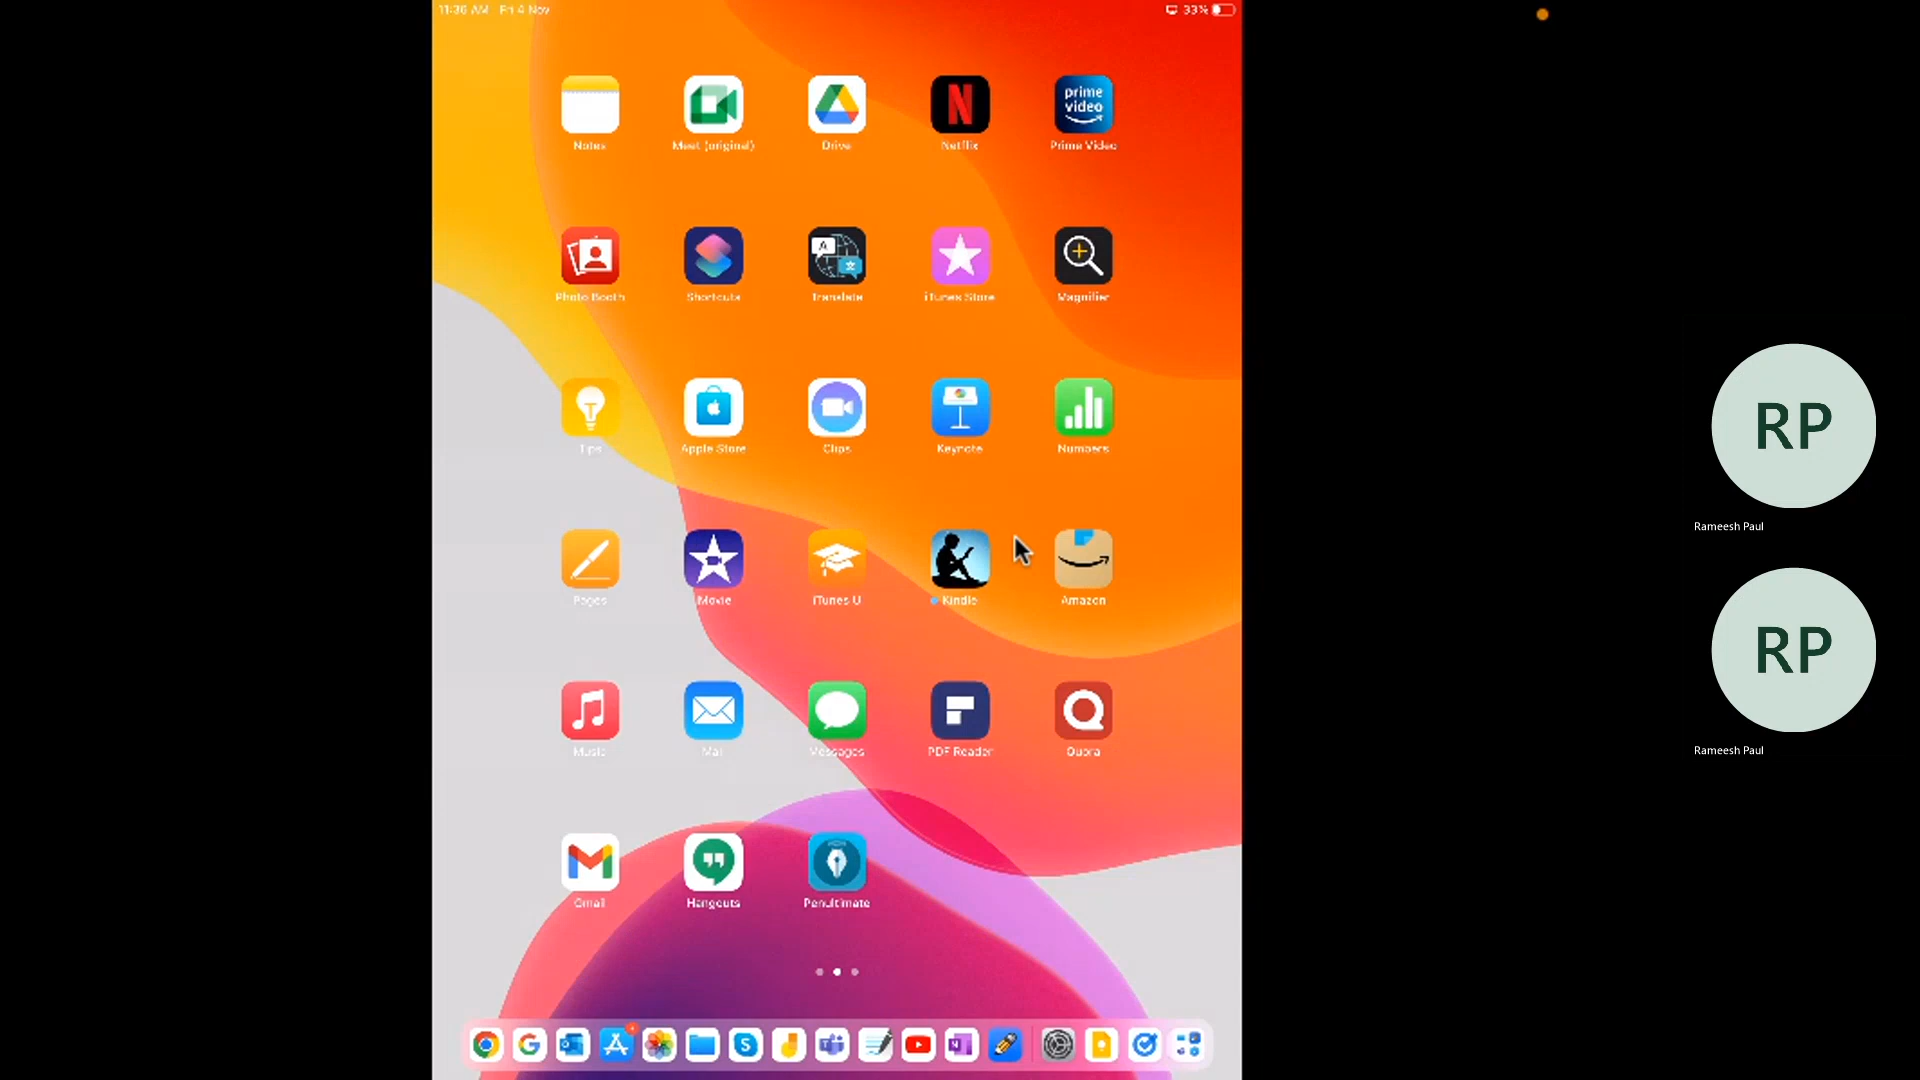 11:36 AM Fri 4 Nov
33%
Notes
Meet (original)
Drive
Netflix
prime video
Prime Video
Photo Booth
Shortcuts
A
Translate
iTunes Store
Magnifier
Tips
Apple Store
Clips
Keynote
Numbers
Pages
iMovie
iTunes U
Kindle
Amazon
Music
Mail
Messages
PDF Reader
Quora
Gmail
Hangouts
Penultimate
RP
Rameesh Paul
RP
Rameesh Paul